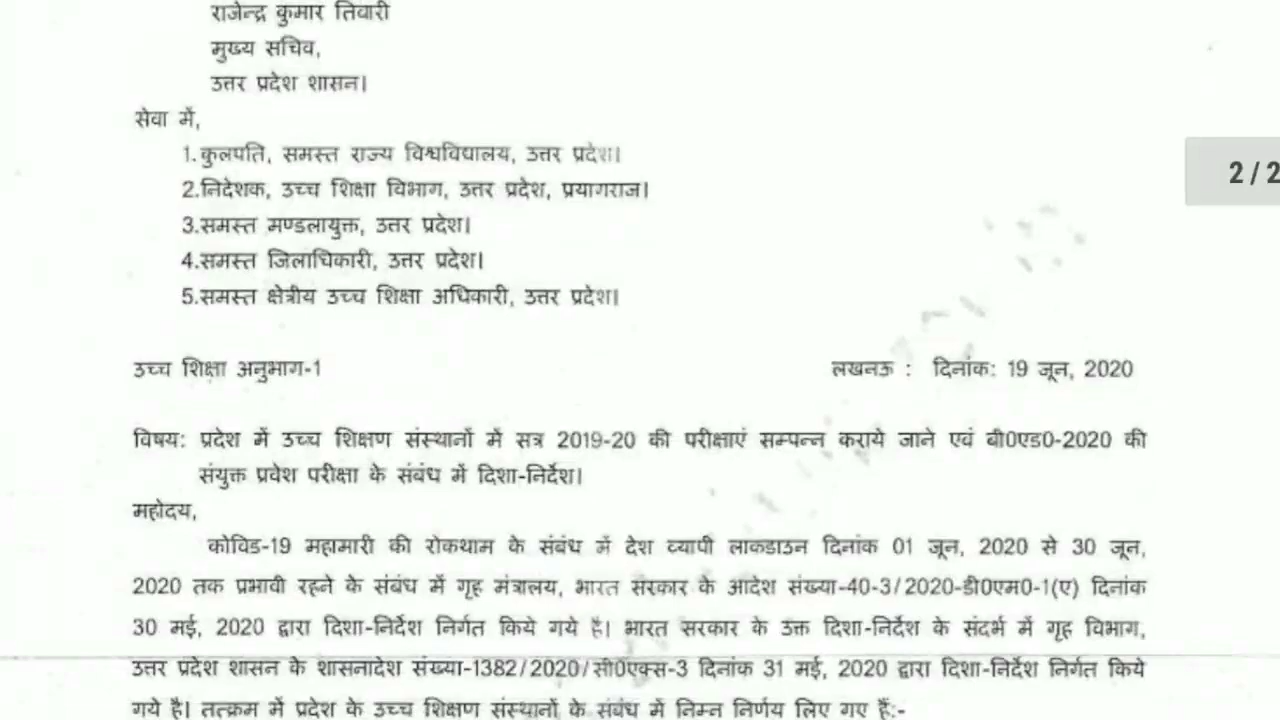 राजेन्द्र कुमार तिवारी
मुख्य सचिव,
उत्तर प्रदेश शासन।
सेवा में,
1.कुलपति, समस्त राज्य विश्वविद्यालय, उत्तर प्रदेश।
2.निदेशक, उच्च शिक्षा विभाग, उत्तर प्रदेश, प्रयागराज।
2 / 2
3.समस्त मण्डलायुक्त, उत्तर प्रदेश।
4.समस्त जिलाधिकारी, उत्तर प्रदेश।
5.समस्त क्षेत्रीय उच्च शिक्षा अधिकारी, उत्तर प्रदेश।
उच्च शिक्षा अनुभाग-1 लखनऊ : दिनांक: 19 जून, 2020
विषय: प्रदेश में उच्च शिक्षण संस्थानों में सत्र 2019-20 की परीक्षाएं सम्पन्न कराये जाने एवं बी0एड0-2020 की
संयुक्त प्रवेश परीक्षा के संबंध में दिशा-निर्देश।
महोदय,
कोविड-19 महामारी की रोकथाम के संबंध में देश व्यापी लाकडाउन दिनांक 01 जून, 2020 से 30 जून,
2020 तक प्रभावी रहने के संबंध में गृह मंत्रालय, भारत सरकार के आदेश संख्या-40-3/2020-डी0एम0-1(ए) दिनांक
30 मई, 2020 द्वारा दिशा-निर्देश निर्गत किये गये है। भारत सरकार के उक्त दिशा-निर्देश के संदर्भ में गृह विभाग,
उत्तर प्रदेश शासन के शासनादेश संख्या-1382/2020/सी0एक्स-3 दिनांक 31 मई, 2020 द्वारा दिशा-निर्देश निर्गत किये
गये है। तत्क्रम में प्रदेश के उच्च शिक्षण संस्थानों के संबंध में निम्न निर्णय लिए गए हैं:-